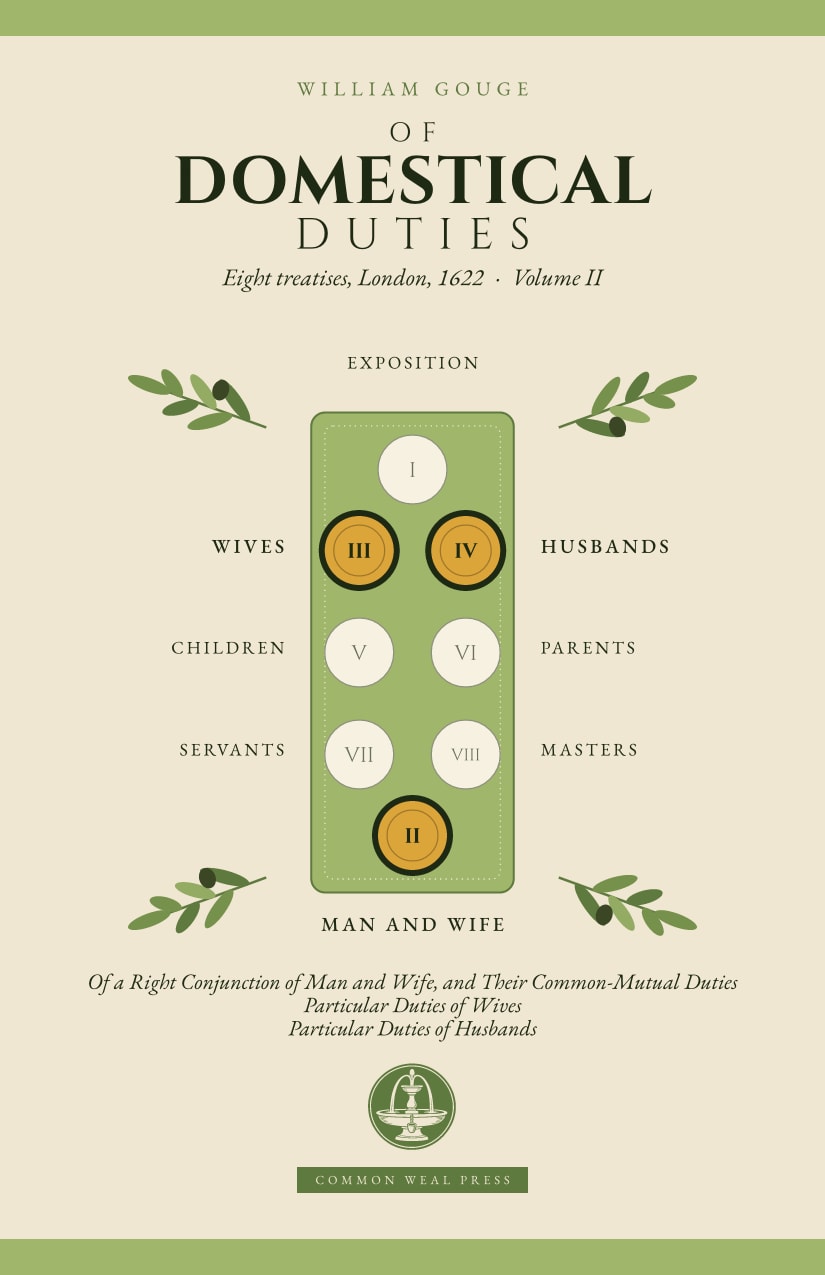 WILLIAM GOUGE
OF
DOMESTICAL
DUTIES
Eight treatises, London, 1622 · Volume II
EXPOSITION
I
WIVES III IV HUSBANDS
CHILDREN V VI PARENTS
SERVANTS VII VIII MASTERS
II
MAN AND WIFE
Of a Right Conjunction of Man and Wife, and Their Common-Mutual Duties
Particular Duties of Wives
Particular Duties of Husbands
COMMON WEAL PRESS